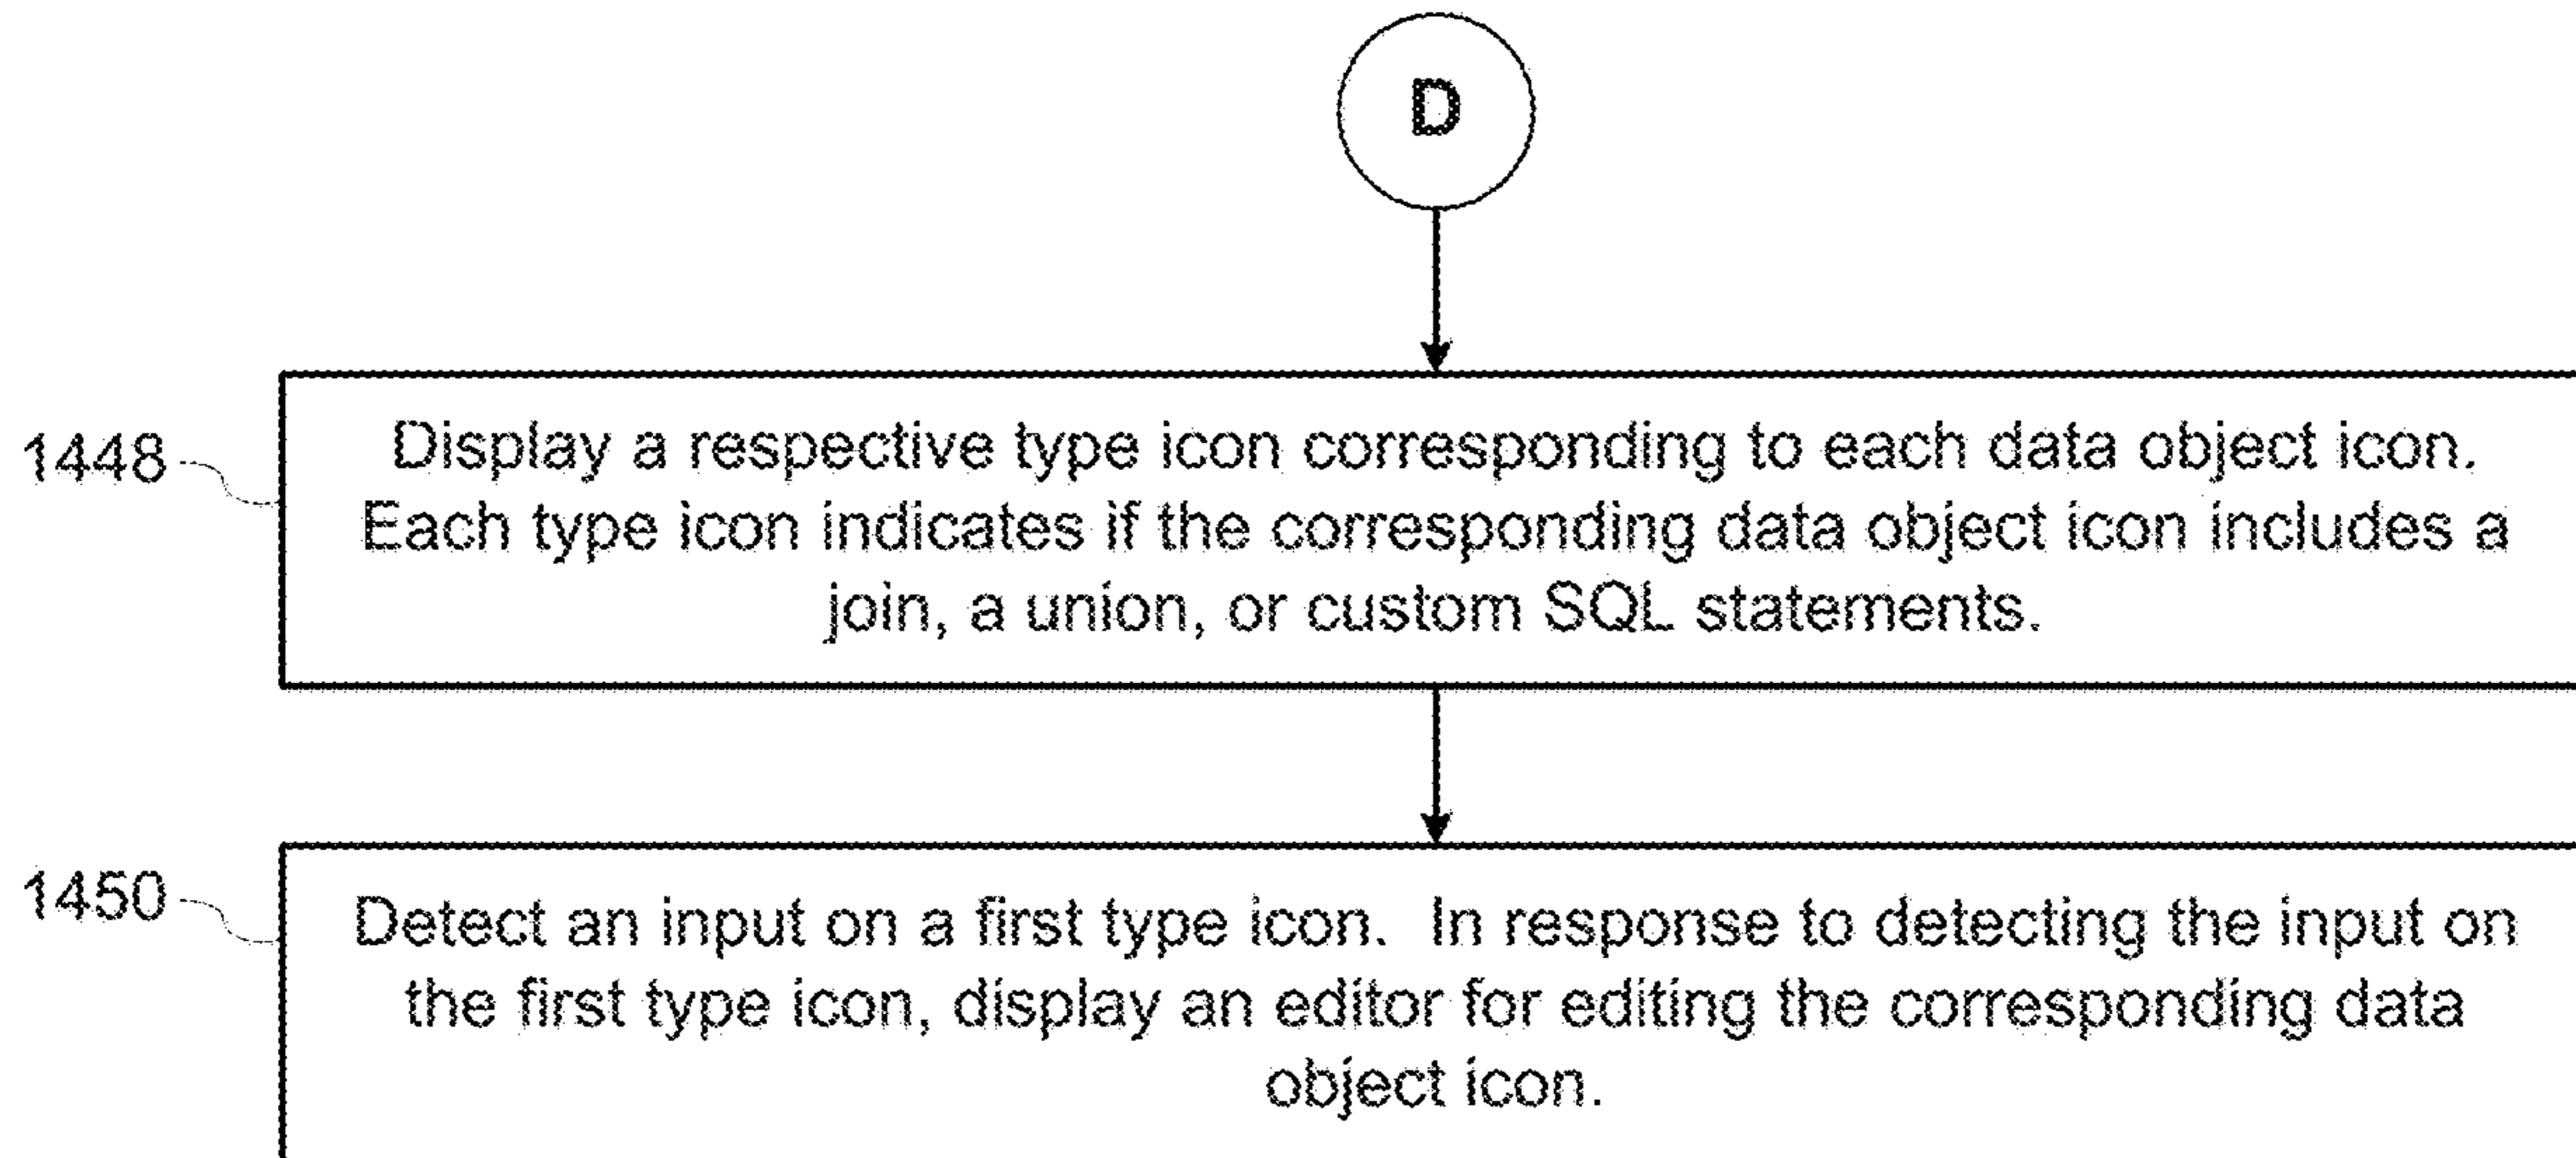 D
1448
Display a respective type icon corresponding to each data object icon.
Each type icon indicates if the corresponding data object icon includes a
join, a union, or custom SQL statements.
1450
Detect an input on a first type icon.  In response to detecting the input on
the first type icon, display an editor for editing the corresponding data
object icon.